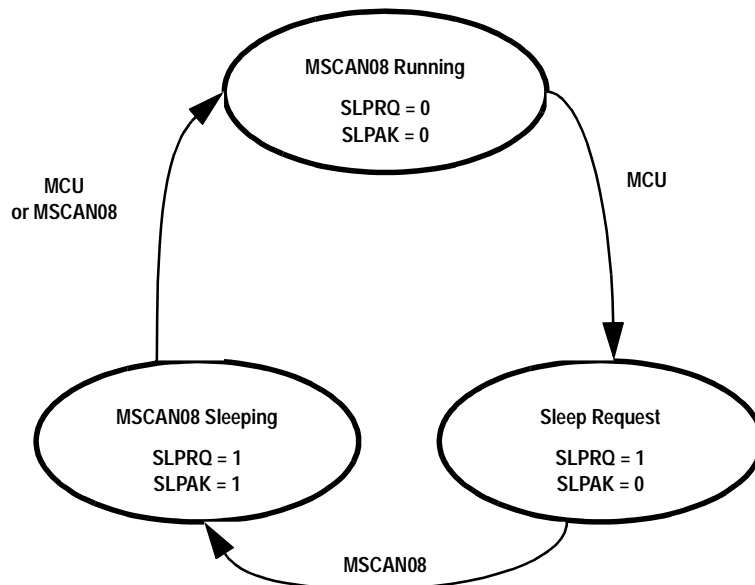 MSCAN08 Running
SLPRQ = 0
SLPAK = 0
MCU
or MSCAN08
MCU
MSCAN08 Sleeping
SLPRQ = 1
SLPAK = 1
Sleep Request
SLPRQ = 1
SLPAK = 0
MSCAN08